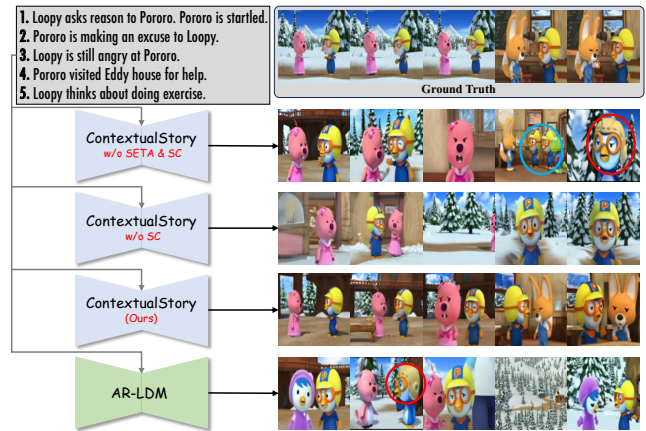 1. Loopy asks reason to Pororo. Pororo is startled.
2. Pororo is making an excuse to Loopy.
3. Loopy is still angry at Pororo.
4. Pororo visited Eddy house for help.
5. Loopy thinks about doing exercise.
Ground Truth
ContextualStory
w/o SETA & SC
ContextualStory
w/o SC
ContextualStory
(Ours)
AR-LDM